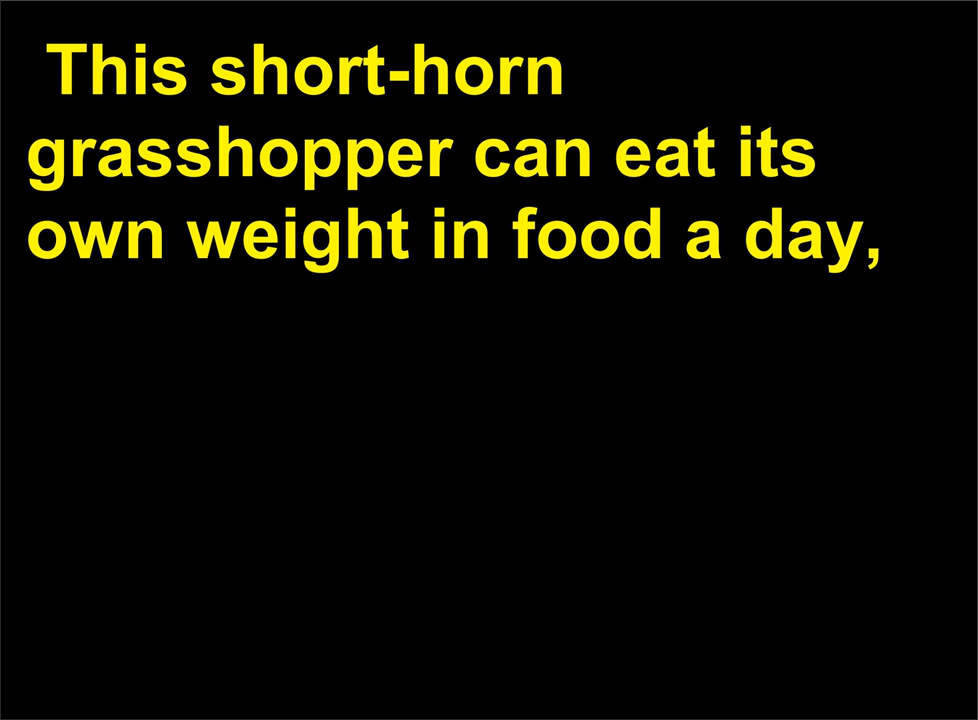 This short-horn
grasshopper can eat its
own weight in food a day,